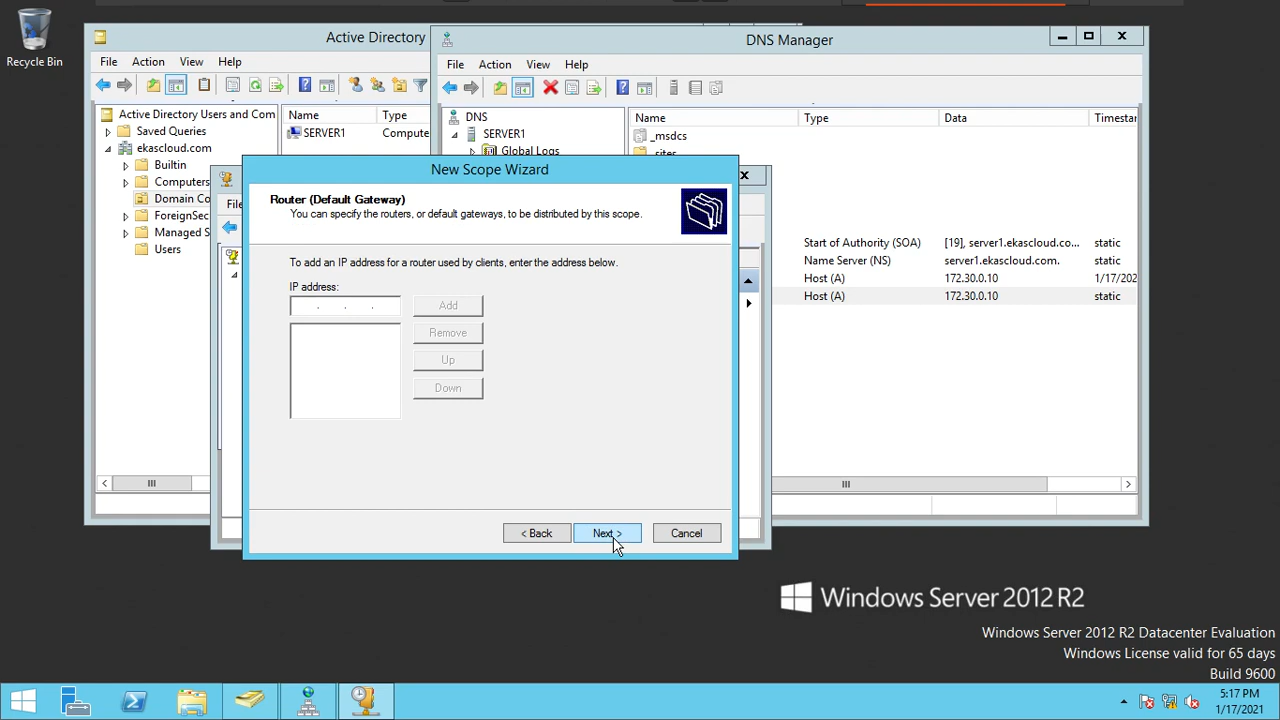 Recycle Bin
Active Directory
File Action View Help
Active Directory Users and Com
Saved Queries
ekascloud.com
Builtin
Computers
Domain Co
ForeignSec
Managed S
Users
Name Type
SERVER1 Compute
DNS Manager
File Action View Help
DNS
SERVER1
Global Logs
Name Type Data Timestar
_msdcs
_sites
Start of Authority (SOA) [19], server1.ekascloud.co... static
Name Server (NS) server1.ekascloud.com. static
Host (A) 172.30.0.10 1/17/202
Host (A) 172.30.0.10 static
File
New Scope Wizard
Router (Default Gateway)
You can specify the routers, or default gateways, to be distributed by this scope.
To add an IP address for a router used by clients, enter the address below.
IP address:
. . .
Add
Remove
Up
Down
< Back Next > Cancel
Windows Server 2012 R2
Windows Server 2012 R2 Datacenter Evaluation
Windows License valid for 65 days
Build 9600
5:17 PM
1/17/2021